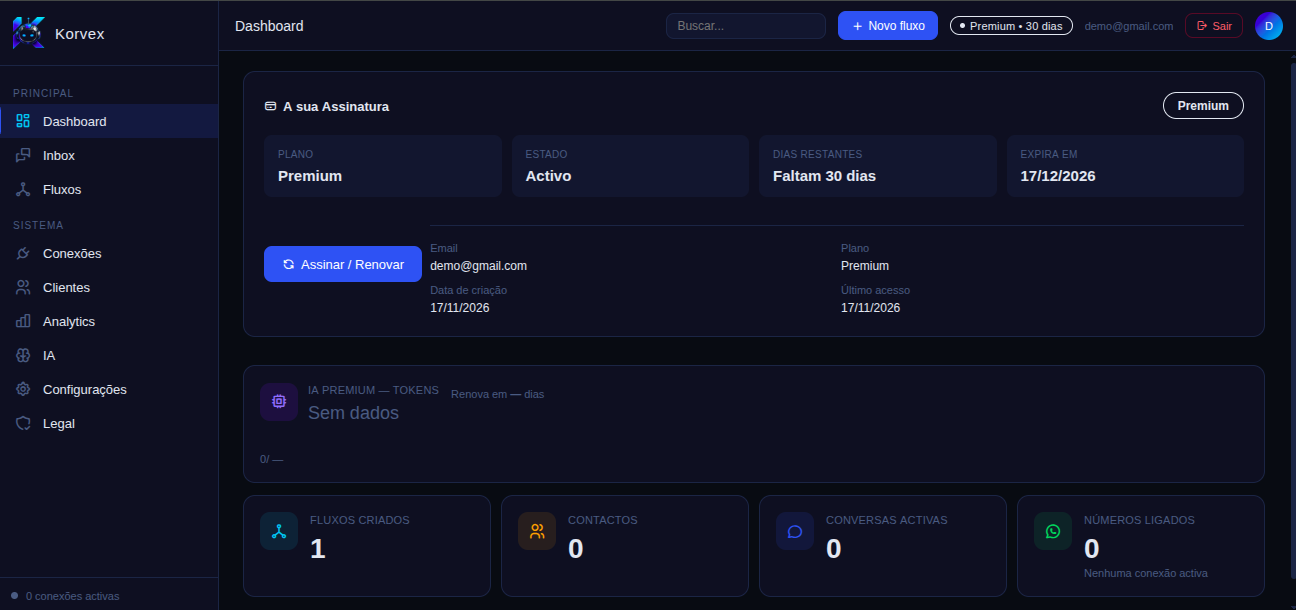 Korvex
Dashboard
Buscar...
+ Novo fluxo
Premium • 30 dias
demo@gmail.com
Sair
D
PRINCIPAL
Dashboard
Inbox
Fluxos
SISTEMA
Conexões
Clientes
Analytics
IA
Configurações
Legal
0 conexões activas
A sua Assinatura
Premium
PLANO
Premium
ESTADO
Activo
DIAS RESTANTES
Faltam 30 dias
EXPIRA EM
17/12/2026
Assinar / Renovar
Email
demo@gmail.com
Plano
Premium
Data de criação
17/11/2026
Último acesso
17/11/2026
IA PREMIUM — TOKENS
Renova em — dias
Sem dados
0/ —
FLUXOS CRIADOS
1
CONTACTOS
0
CONVERSAS ACTIVAS
0
NÚMEROS LIGADOS
0
Nenhuma conexão activa